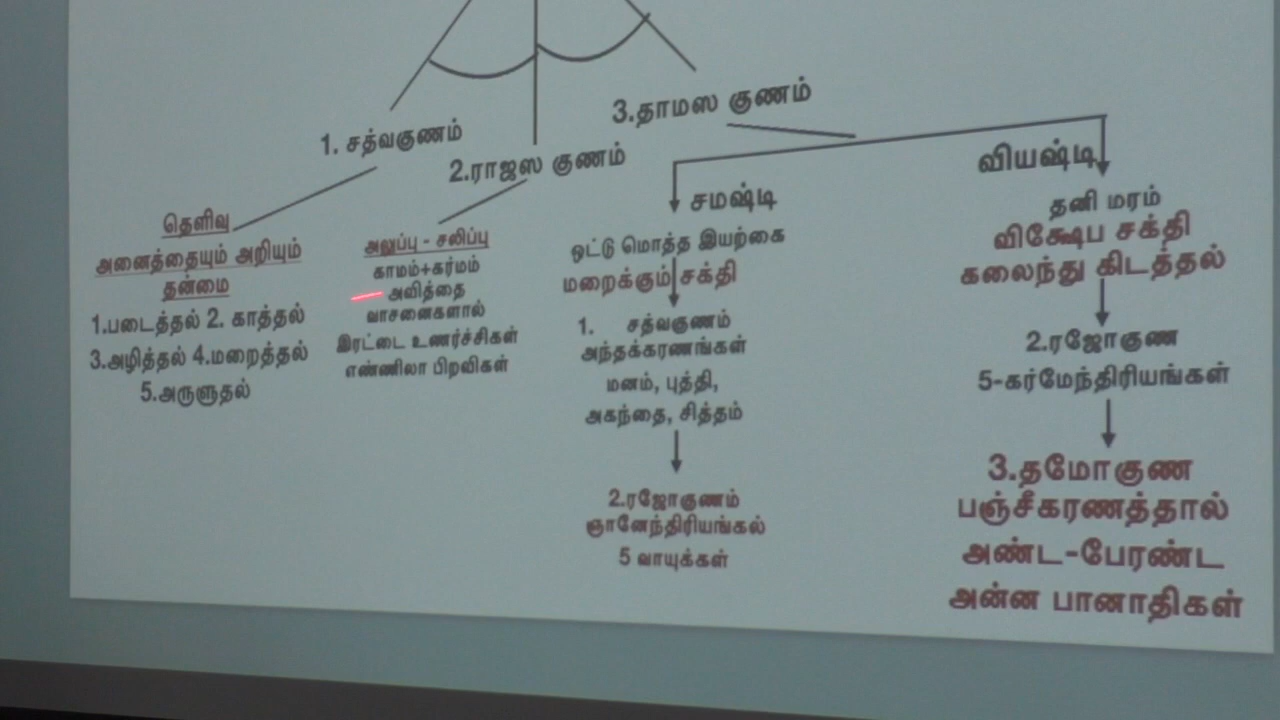 1. சத்வகுணம்
2.ராஜஸ குணம்
3.தாமஸ குணம்
தெளிவு
அனைத்தையும் அறியும்
தன்மை
1.படைத்தல் 2. காத்தல்
3.அழித்தல் 4.மறைத்தல்
5.அருளுதல்
அலுப்பு - சலிப்பு
காமம்+கர்மம்
அவித்தை
வாசனைகளால்
இரட்டை உணர்ச்சிகள்
எண்ணிலா பிறவிகள்
சமஷ்டி
ஒட்டு மொத்த இயற்கை
மறைக்கும் சக்தி
1. சத்வகுணம்
அந்தக்கரணங்கள்
மனம், புத்தி,
அகந்தை, சித்தம்
2.ரஜோகுணம்
ஞானேந்திரியங்கல்
5 வாயுக்கள்
வியஷ்டி
தனி மரம்
விக்ஷேப சக்தி
கலைந்து கிடத்தல்
2.ரஜோகுண
5-கர்மேந்திரியங்கள்
3.தமோகுண
பஞ்சீகரணத்தால்
அண்ட-பேரண்ட
அன்ன பானாதிகள்